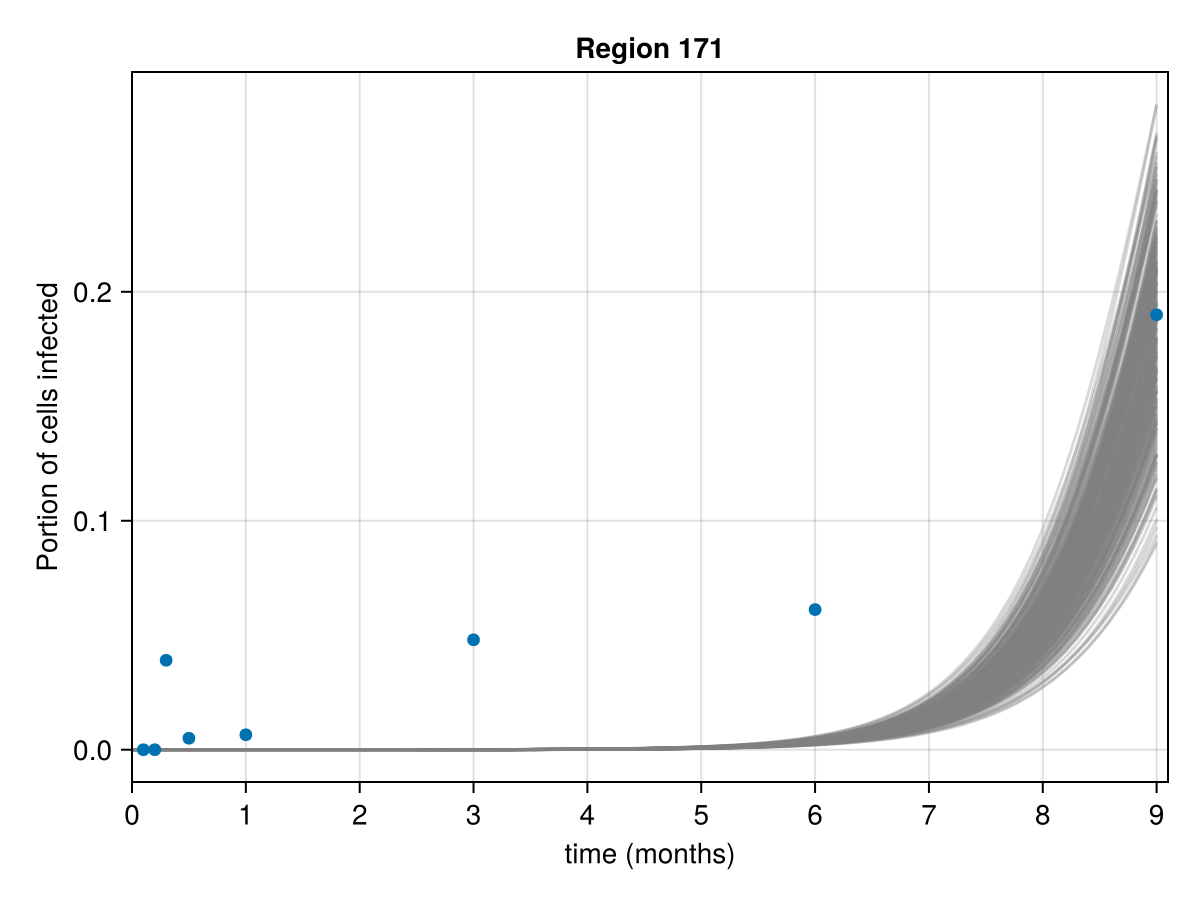 Region 171
Portion of cells infected
0.2
0.1
0.0
0 1 2 3 4 5 6 7 8 9
time (months)